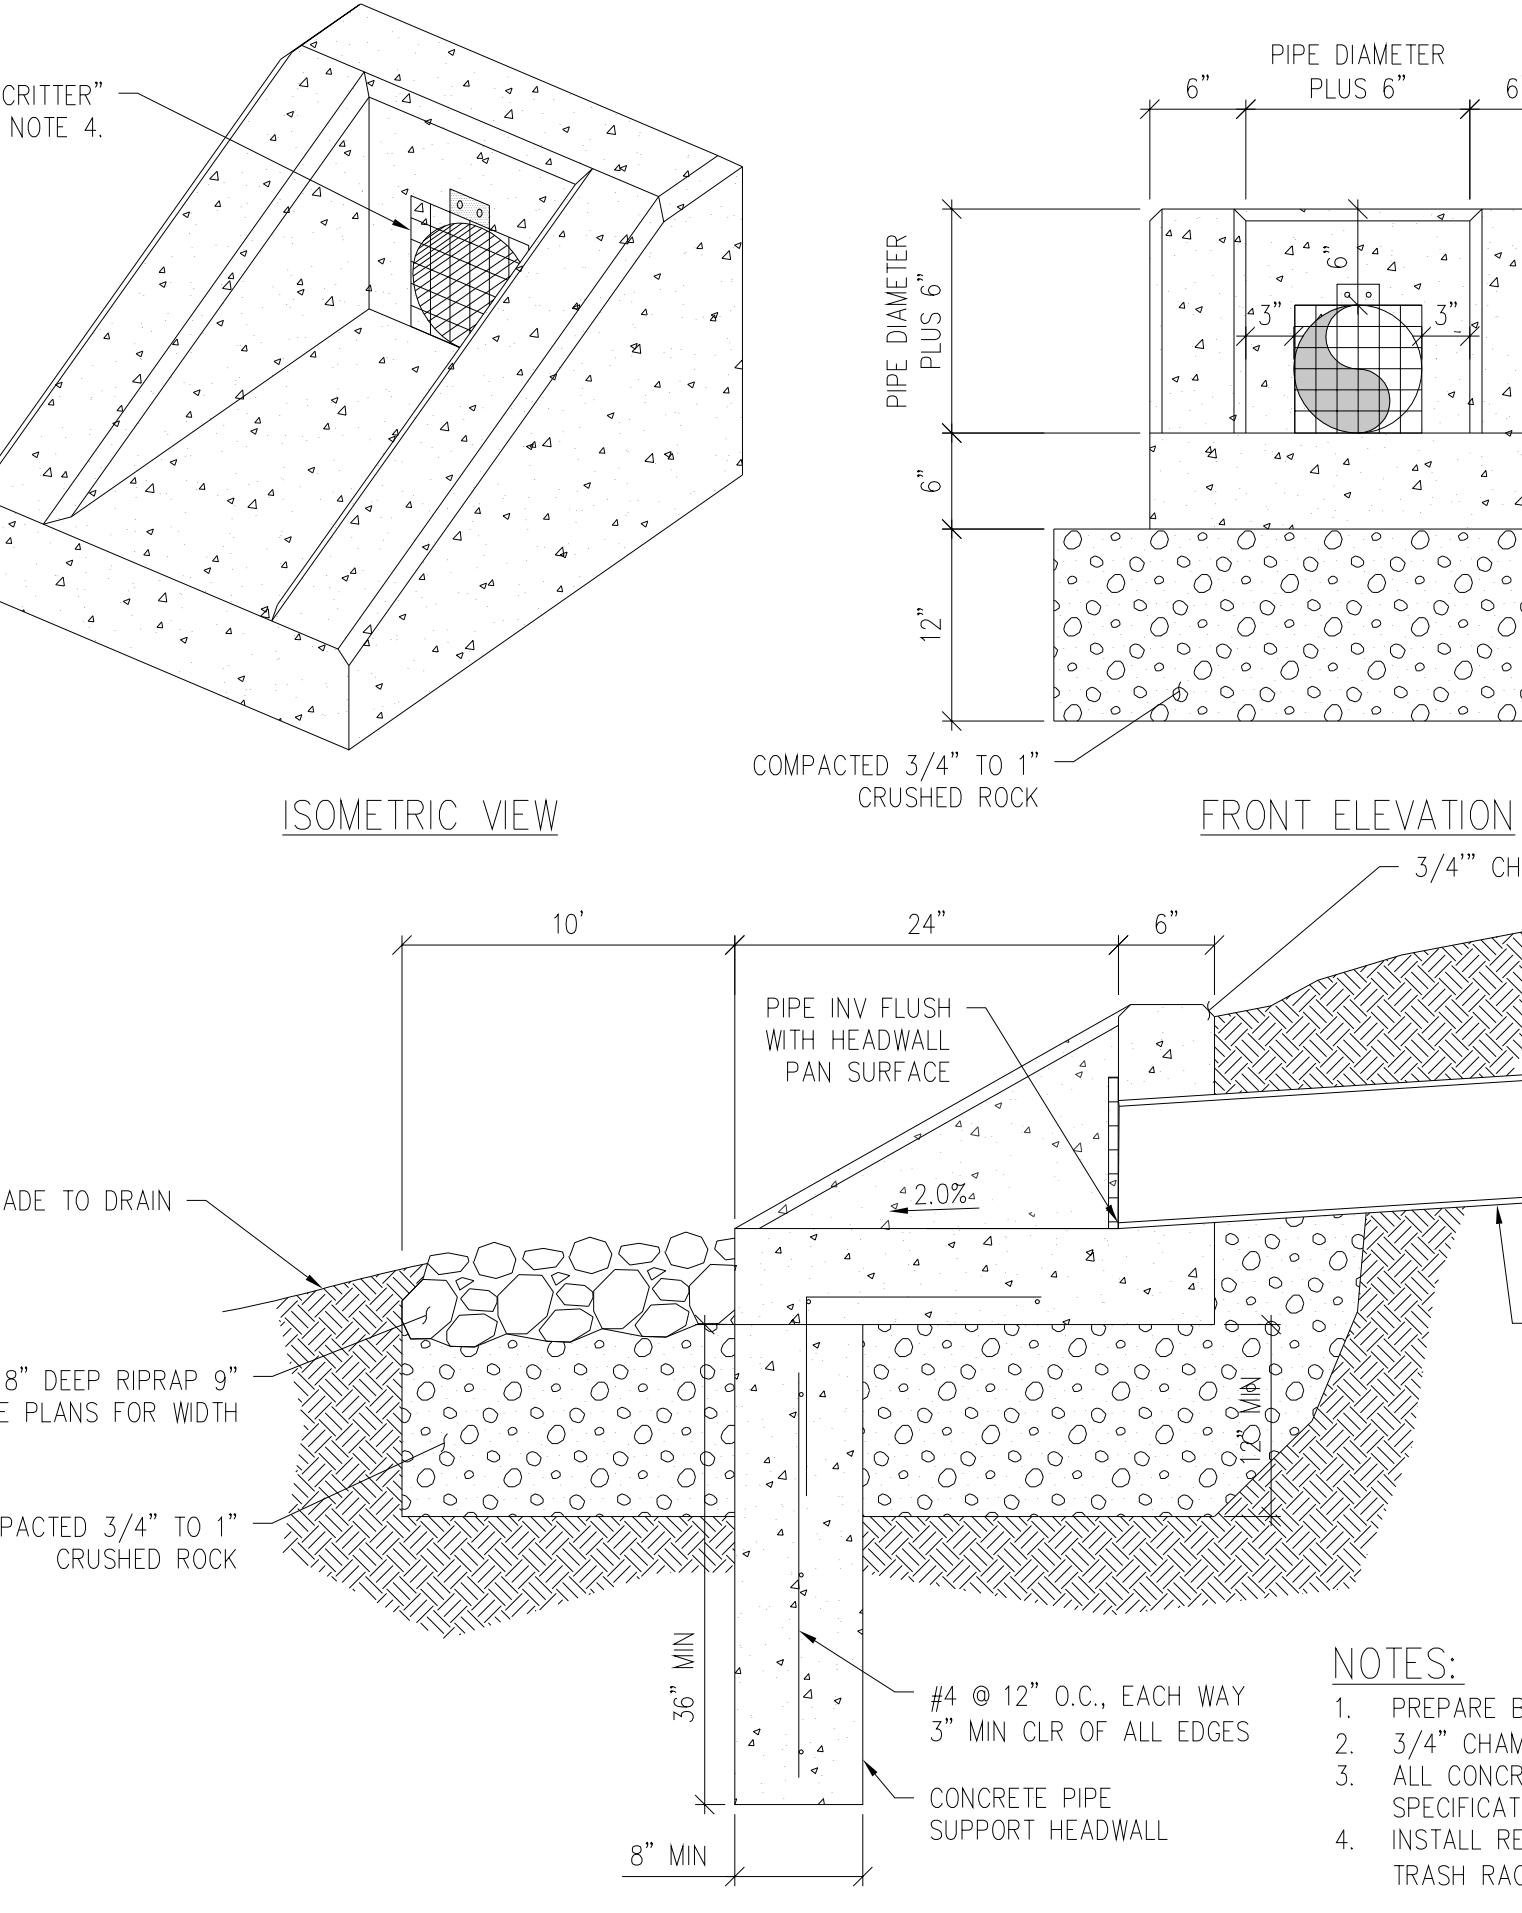 CRITTER"
NOTE 4.
ISOMETRIC VIEW
PIPE DIAMETER
PLUS 6"
6"
6
PIPE DIAMETER
PLUS 6"
6"
3"
3"
6"
12"
COMPACTED 3/4" TO 1"
CRUSHED ROCK
FRONT ELEVATION
3/4'" CH
10'
24"
6"
PIPE INV FLUSH
WITH HEADWALL
PAN SURFACE
2.0%
ADE TO DRAIN
8" DEEP RIPRAP 9"
E PLANS FOR WIDTH
PACTED 3/4" TO 1"
CRUSHED ROCK
12" MIN
36" MIN
8" MIN
#4 @ 12" O.C., EACH WAY
3" MIN CLR OF ALL EDGES
CONCRETE PIPE
SUPPORT HEADWALL
NOTES:
1. PREPARE B
2. 3/4" CHAM
3. ALL CONCR
SPECIFICAT
4. INSTALL RE
TRASH RAC